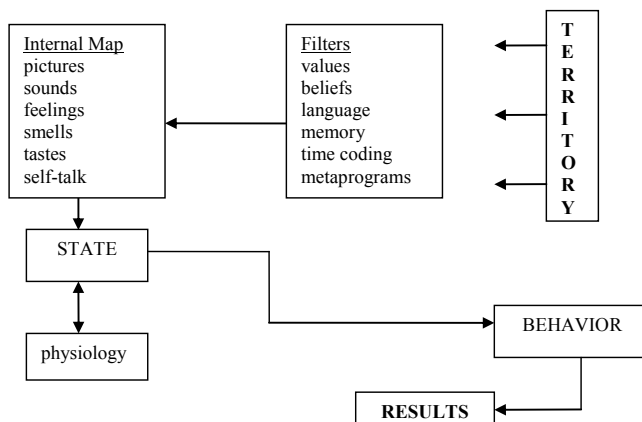 Internal Map
pictures
sounds
feelings
smells
tastes
self-talk
Filters
values
beliefs
language
memory
time coding
metaprograms
T
E
R
R
I
T
O
R
Y
STATE
physiology
BEHAVIOR
RESULTS